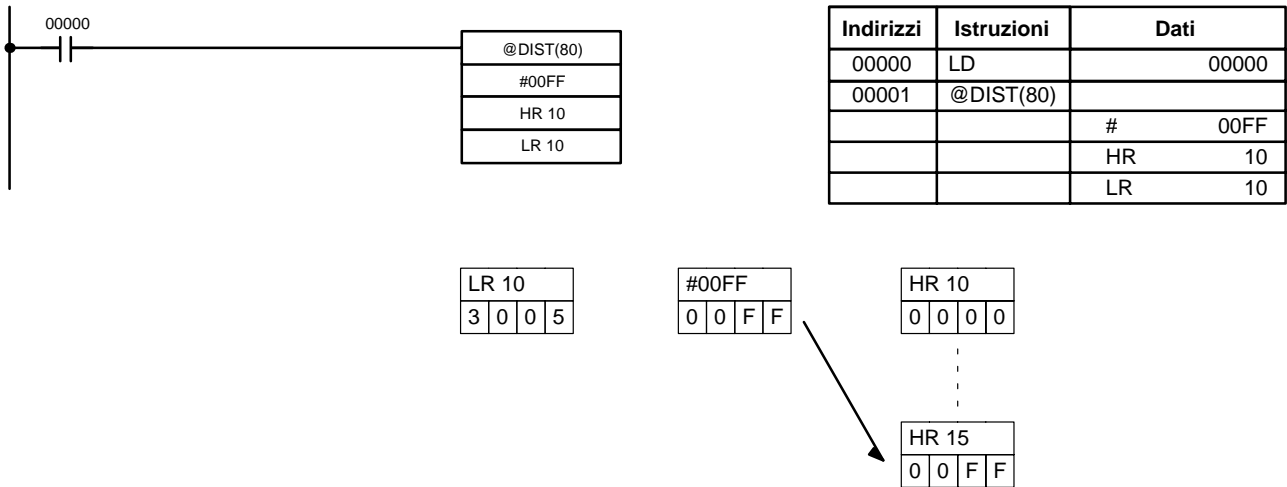 00000
@DIST(80)
#00FF
HR 10
LR 10
Indirizzi Istruzioni Dati
00000 LD 00000
00001 @DIST(80)
# 00FF
HR 10
LR 10
LR 10 #00FF HR 10
3 0 0 5 0 0 F F 0 0 0 0
HR 15
0 0 F F